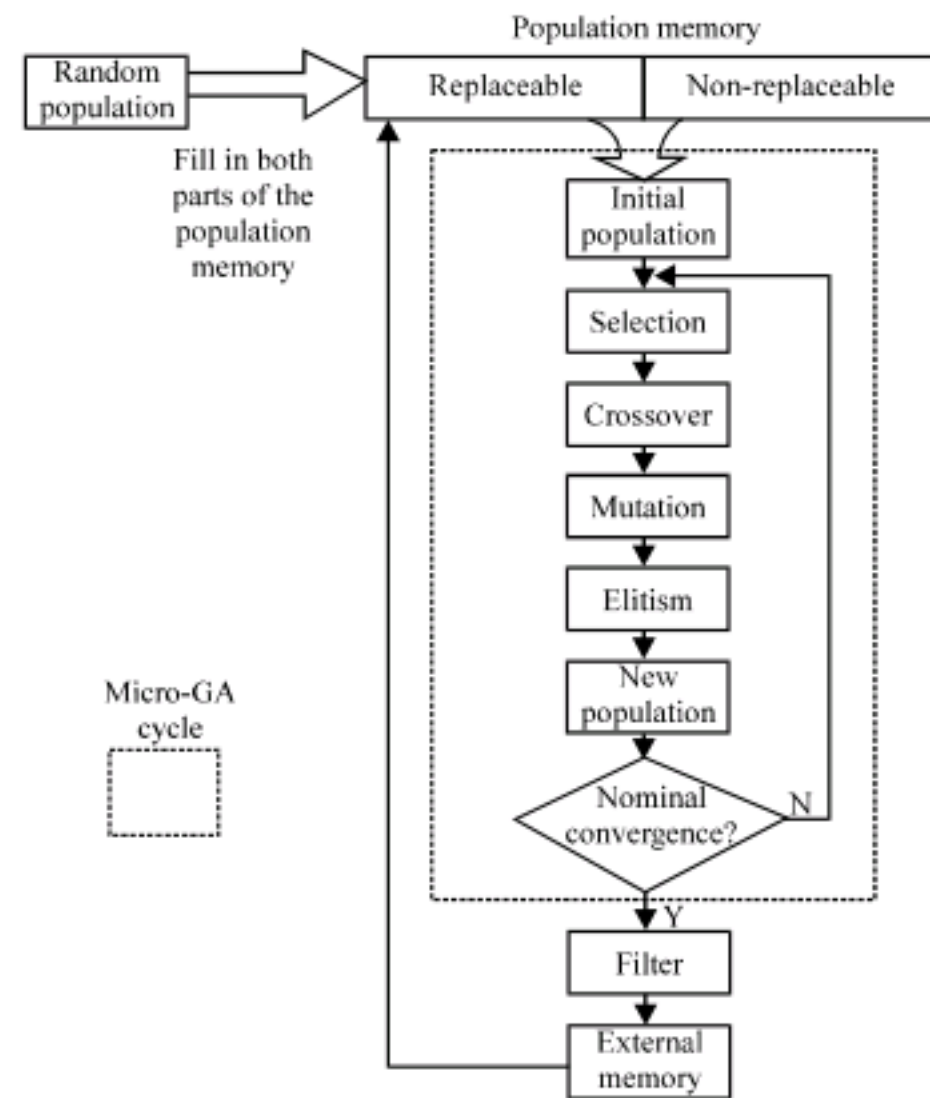 Population memory
Random
population
Replaceable
Non-replaceable
Fill in both
parts of the
population
memory
Initial
population
Selection
Crossover
Mutation
Elitism
New
population
Micro-GA
cycle
Nominal
convergence?
N
Y
Filter
External
memory